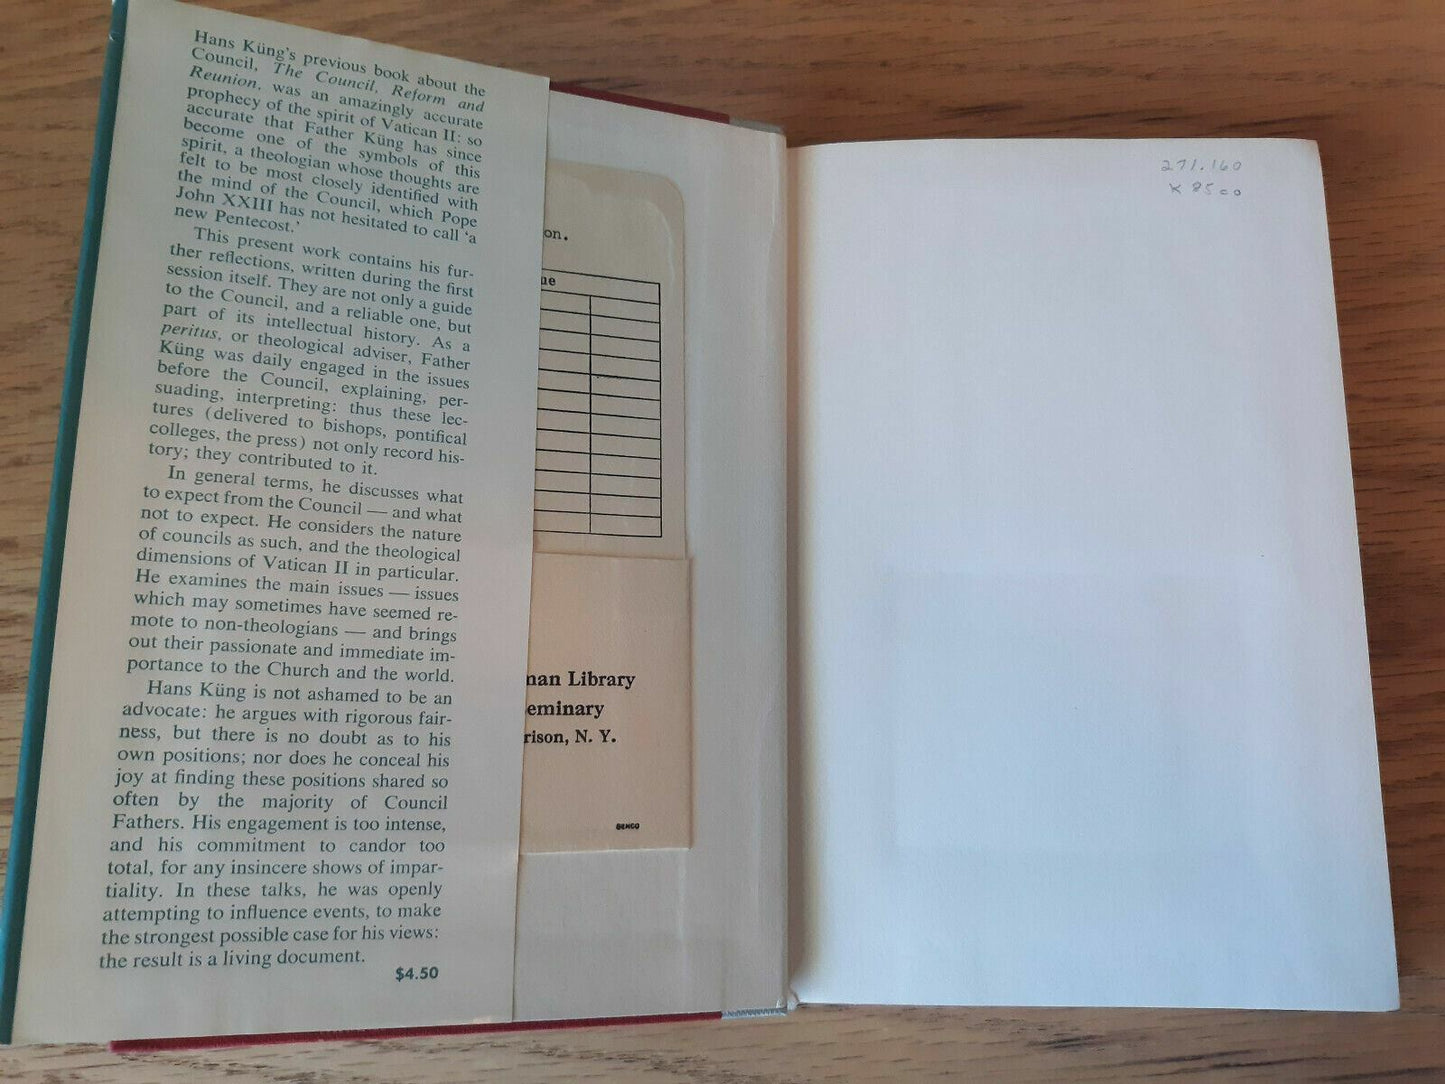 Hans Küng's previous book about the
Council, The Council, Reform and
Reunion, was an amazingly accurate
prophecy of the spirit of Vatican II: so
accurate that Father Küng has since
become one of the symbols of this
spirit, a theologian whose thoughts are
felt to be most closely identified with
the mind of the Council, which Pope
John XXIII has not hesitated to call 'a
new Pentecost.'
This present work contains his fur-
ther reflections, written during the first
session itself. They are not only a guide
to the Council, and a reliable one, but
part of its intellectual history. As a
peritus, or theological adviser, Father
Küng was daily engaged in the issues
before the Council, explaining, per-
suading, interpreting: thus these lec-
tures (delivered to bishops, pontifical
colleges, the press) not only record his-
tory; they contributed to it.
In general terms, he discusses what
to expect from the Council — and what
not to expect. He considers the nature
of councils as such, and the theological
dimensions of Vatican II in particular.
He examines the main issues — issues
which may sometimes have seemed re-
mote to non-theologians — and brings
out their passionate and immediate im-
portance to the Church and the world.
Hans Küng is not ashamed to be an
advocate: he argues with rigorous fair-
ness, but there is no doubt as to his
own positions; nor does he conceal his
joy at finding these positions shared so
often by the majority of Council
Fathers. His engagement is too intense,
and his commitment to candor too
total, for any insincere shows of impar-
tiality. In these talks, he was openly
attempting to influence events, to make
the strongest possible case for his views:
the result is a living document.
$4.50
on.
ue
man Library
eminary
rison, N. Y.
DEMCO
271.160
K 85co